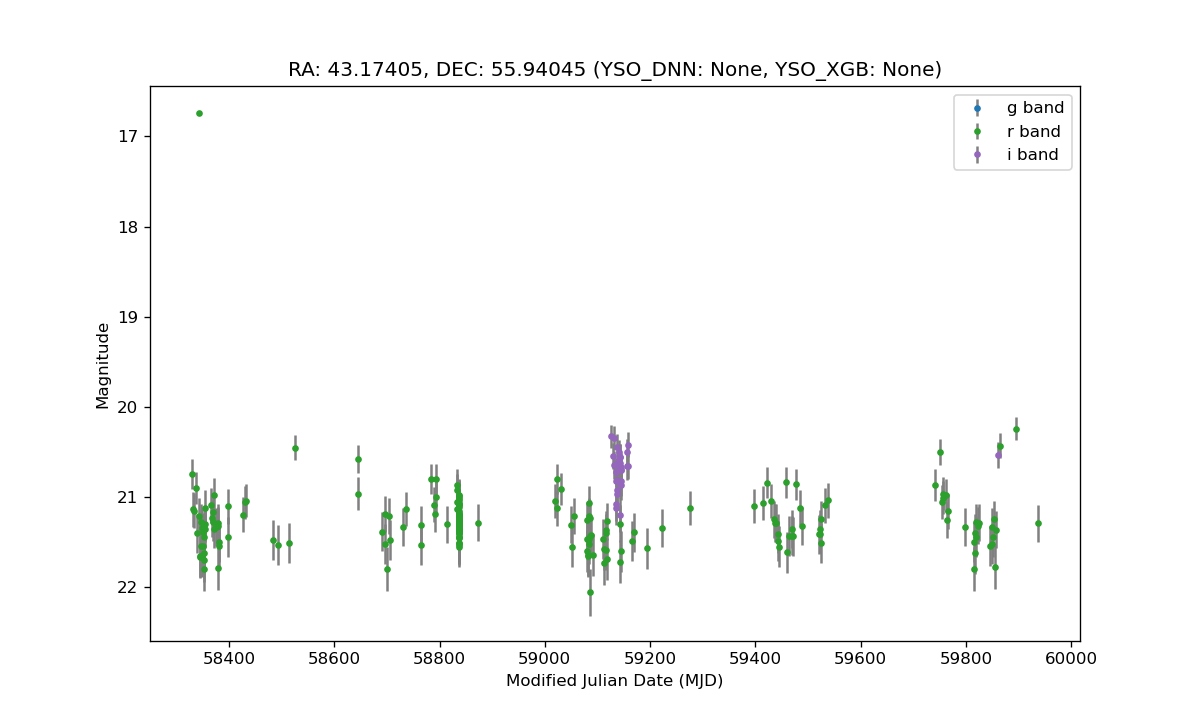 RA: 43.17405, DEC: 55.94045 (YSO_DNN: None, YSO_XGB: None)
g band
r band
i band
17
18
19
20
21
22
Magnitude
58400 58600 58800 59000 59200 59400 59600 59800 60000
Modified Julian Date (MJD)